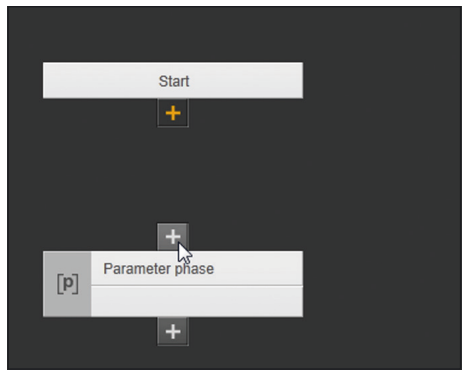 Start
+
+
Parameter phase
[p]
+